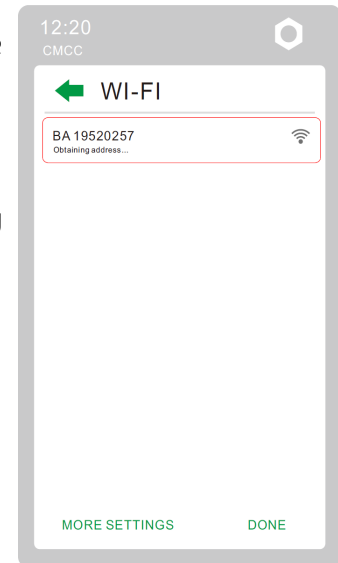 12:20
CMCC
WI-FI
BA 19520257
Obtaining address...
MORE SETTINGS DONE